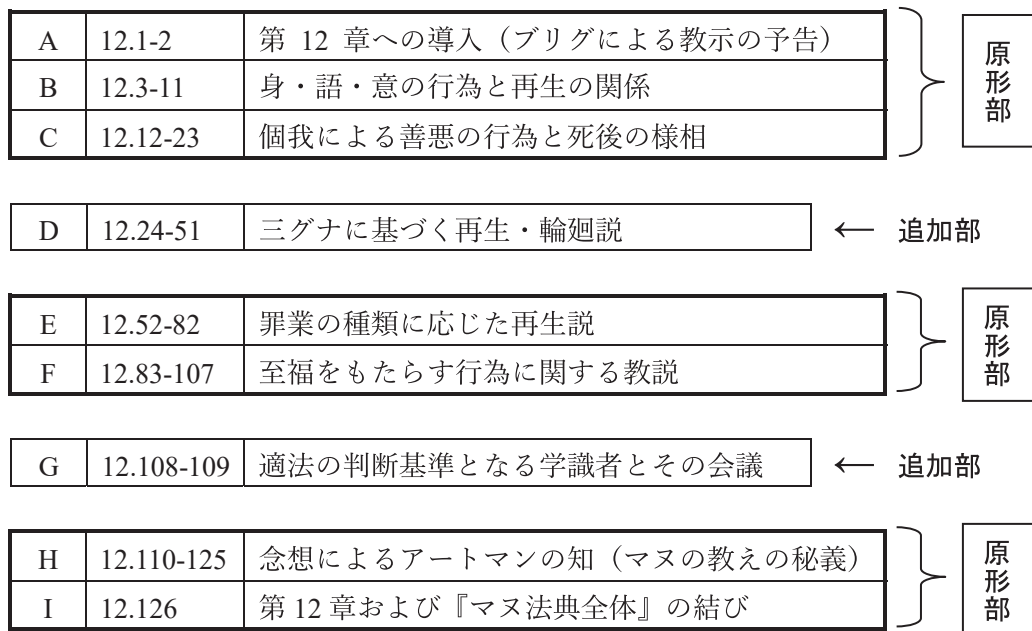 A 12.1-2 第 12 章への導入（ブリグによる教示の予告）
B 12.3-11 身・語・意の行為と再生の関係
C 12.12-23 個我による善悪の行為と死後の様相
原形部
D 12.24-51 三グナに基づく再生・輪廻説 ← 追加部
E 12.52-82 罪業の種類に応じた再生説
F 12.83-107 至福をもたらす行為に関する教説
原形部
G 12.108-109 適法の判断基準となる学識者とその会議 ← 追加部
H 12.110-125 念想によるアートマンの知（マヌの教えの秘義）
I 12.126 第 12 章および『マヌ法典全体』の結び
原形部